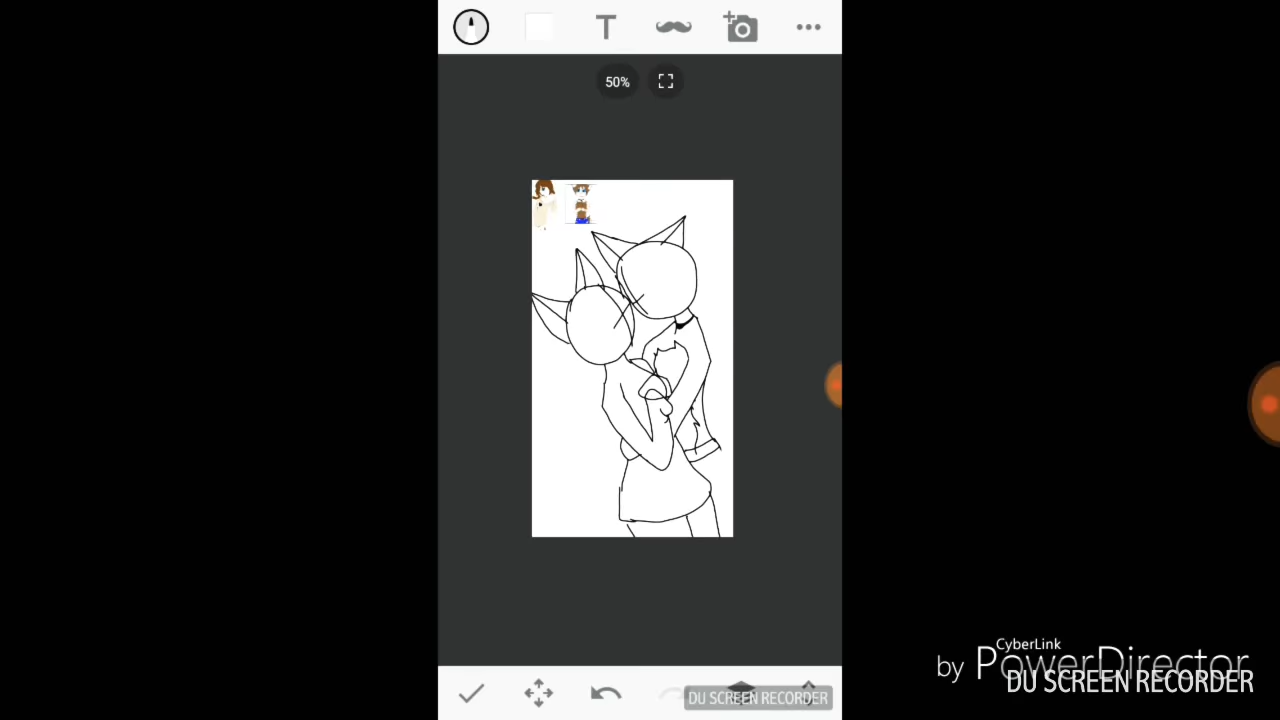 T
50%
CyberLink
by PowerDirector
DU SCREEN RECORDER
DU SCREEN RECORDER